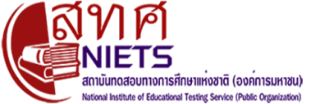 สทศ
NIETS
สถาบันทดสอบทางการศึกษาแห่งชาติ (องค์การมหาชน)
National Institute of Educational Testing Service (Public Organization)